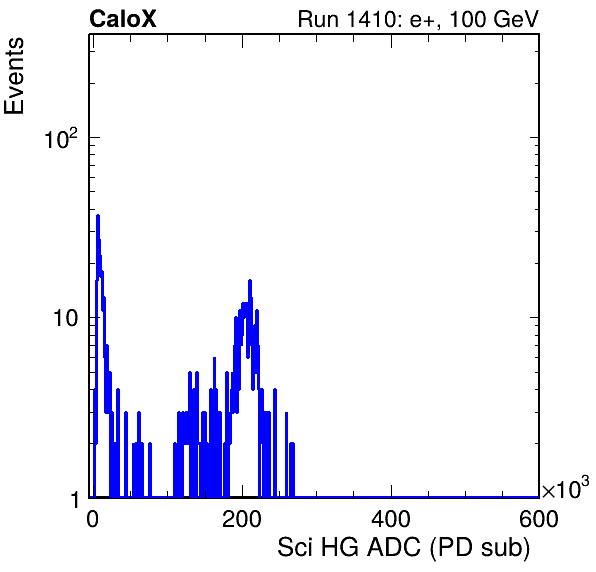 CaloX Run 1410: e+, 100 GeV
Events
10²
10
1
0 200 400 600
×10³
Sci HG ADC (PD sub)